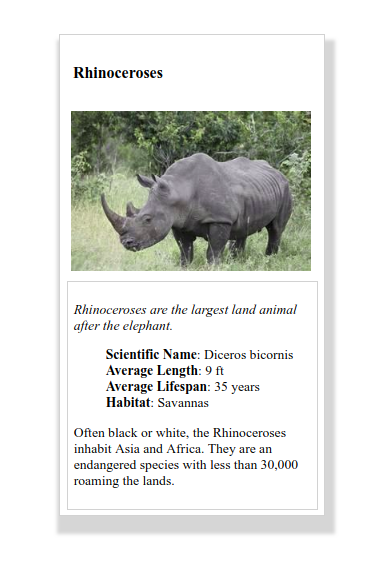 Rhinoceroses
Rhinoceroses are the largest land animal
after the elephant.
Scientific Name: Diceros bicornis
Average Length: 9 ft
Average Lifespan: 35 years
Habitat: Savannas
Often black or white, the Rhinoceroses
inhabit Asia and Africa. They are an
endangered species with less than 30,000
roaming the lands.